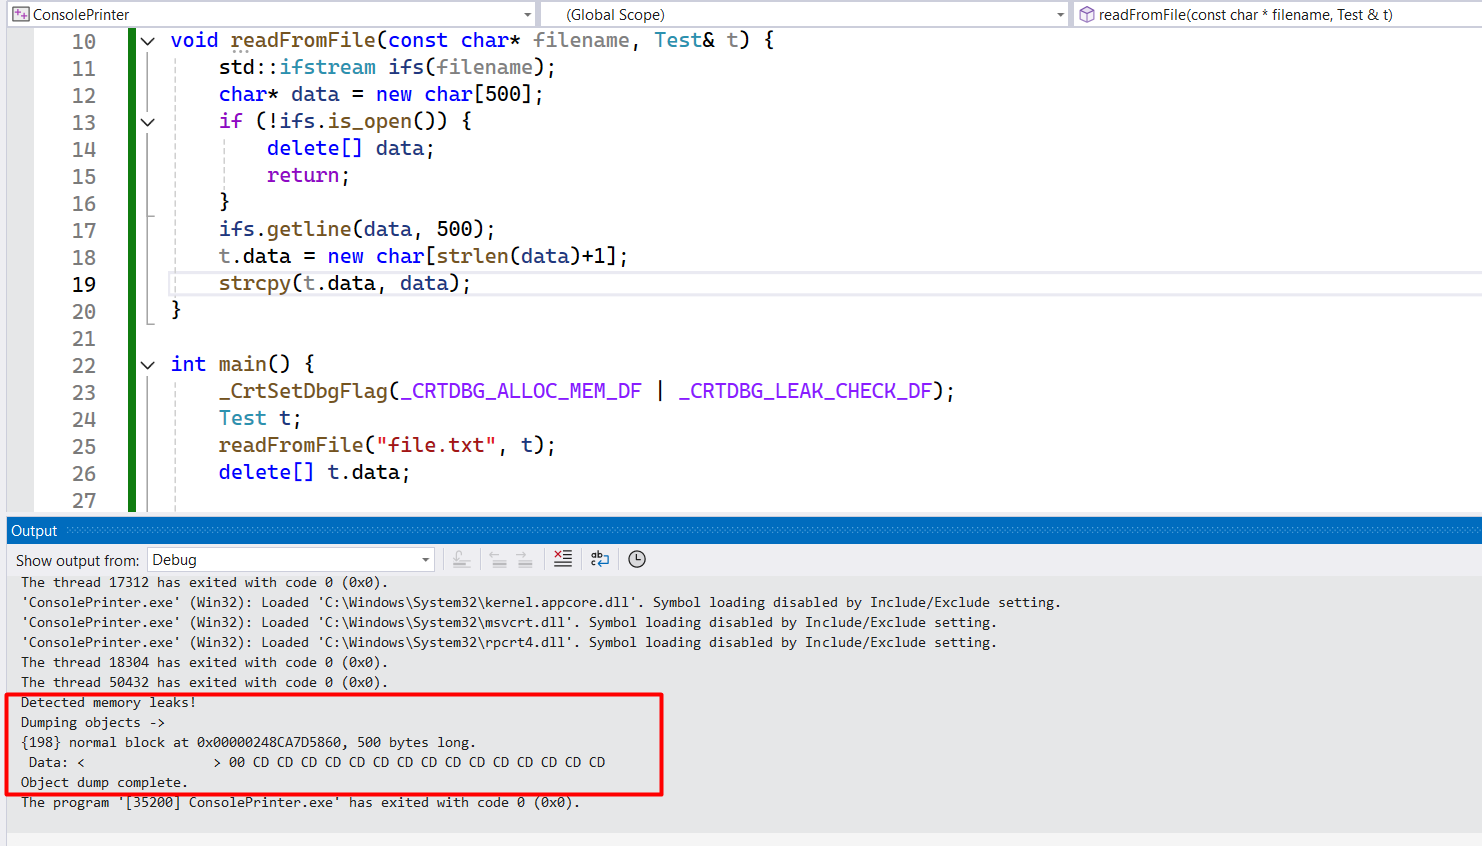 ConsolePrinter (Global Scope) readFromFile(const char * filename, Test & t)
10 void readFromFile(const char* filename, Test& t) {
11 std::ifstream ifs(filename);
12 char* data = new char[500];
13 if (!ifs.is_open()) {
14 delete[] data;
15 return;
16 }
17 ifs.getline(data, 500);
18 t.data = new char[strlen(data)+1];
19 strcpy(t.data, data);
20 }
21
22 int main() {
23 _CrtSetDbgFlag(_CRTDBG_ALLOC_MEM_DF | _CRTDBG_LEAK_CHECK_DF);
24 Test t;
25 readFromFile("file.txt", t);
26 delete[] t.data;
27
Output
Show output from: Debug
The thread 17312 has exited with code 0 (0x0).
'ConsolePrinter.exe' (Win32): Loaded 'C:\Windows\System32\kernel.appcore.dll'. Symbol loading disabled by Include/Exclude setting.
'ConsolePrinter.exe' (Win32): Loaded 'C:\Windows\System32\msvcrt.dll'. Symbol loading disabled by Include/Exclude setting.
'ConsolePrinter.exe' (Win32): Loaded 'C:\Windows\System32\rpcrt4.dll'. Symbol loading disabled by Include/Exclude setting.
The thread 18304 has exited with code 0 (0x0).
The thread 50432 has exited with code 0 (0x0).
Detected memory leaks!
Dumping objects ->
{198} normal block at 0x00000248CA7D5860, 500 bytes long.
Data: <                > 00 CD CD CD CD CD CD CD CD CD CD CD CD CD CD CD
Object dump complete.
The program '[35200] ConsolePrinter.exe' has exited with code 0 (0x0).